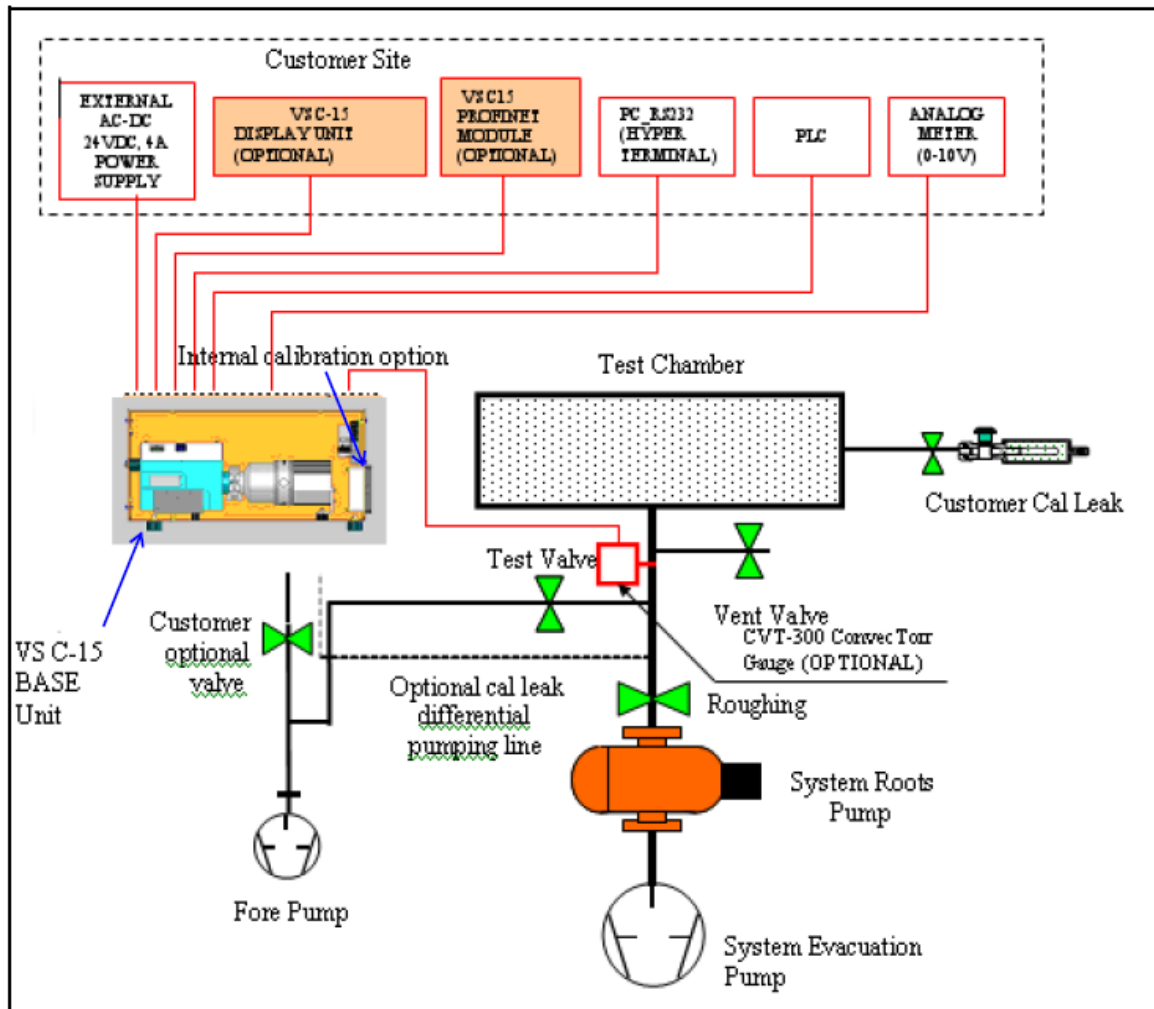 Customer Site
EXTERNAL
AC-DC
24VDC, 4A
POWER
SUPPLY
VSC-15
DISPLAY UNIT
(OPTIONAL)
VSC15
PROFINET
MODULE
(OPTIONAL)
PC_RS232
(HYPER
TERMINAL)
PLC
ANALOG
METER
(0-10V)
Internal calibration option
Test Chamber
Customer Cal Leak
Test Valve
Vent Valve
CVT-300 ConvecTorr
Gauge (OPTIONAL)
Customer
optional
valve
VS C-15
BASE
Unit
Optional cal leak
differential
pumping line
Roughing
System Roots
Pump
Fore Pump
System Evacuation
Pump